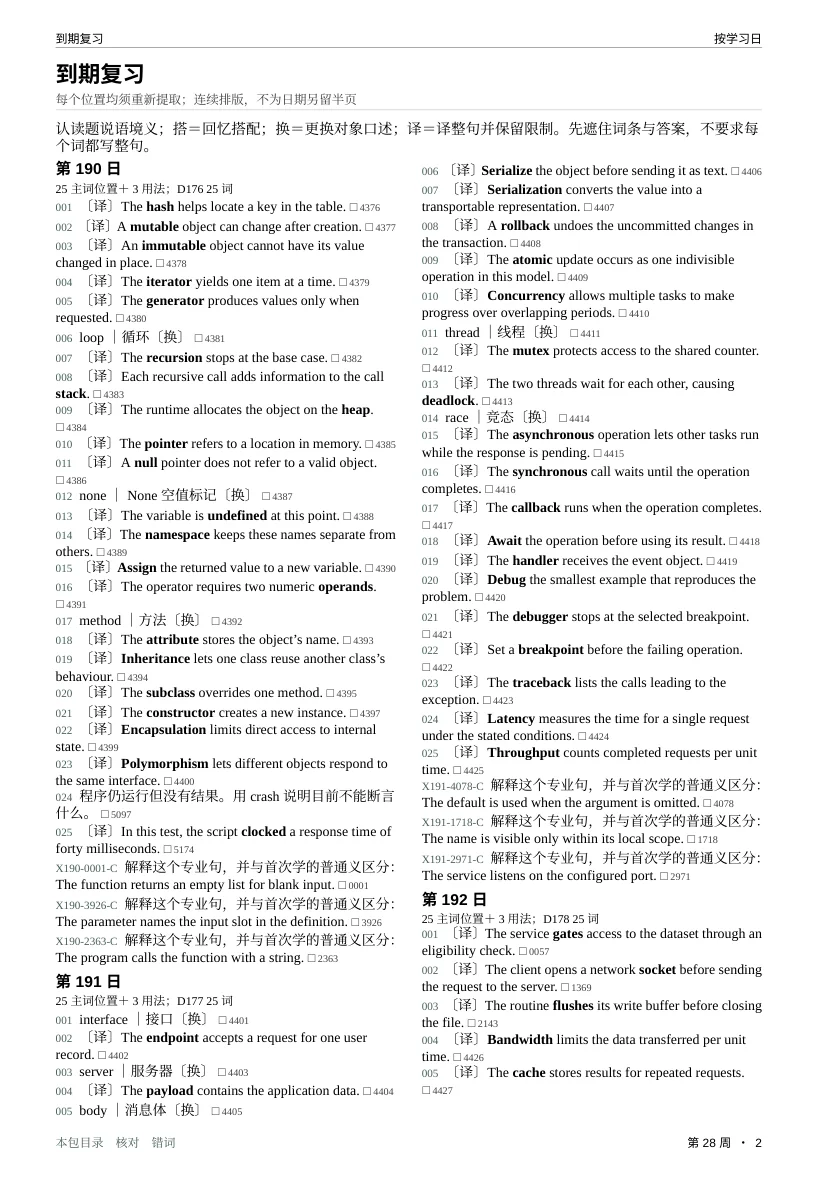 到期复习
按学习日
到期复习
每个位置均须重新提取；连续排版，不为日期另留半页
认读题说语境义；搭＝回忆搭配；换＝更换对象口述；译＝译整句并保留限制。先遮住词条与答案，不要求每
个词都写整句。
第 190 日
25 主词位置＋ 3 用法；D176 25 词
001 〔译〕The hash helps locate a key in the table. □ 4376
002 〔译〕A mutable object can change after creation. □ 4377
003 〔译〕An immutable object cannot have its value
changed in place. □ 4378
004 〔译〕The iterator yields one item at a time. □ 4379
005 〔译〕The generator produces values only when
requested. □ 4380
006 loop ｜循环〔换〕 □ 4381
007 〔译〕The recursion stops at the base case. □ 4382
008 〔译〕Each recursive call adds information to the call
stack. □ 4383
009 〔译〕The runtime allocates the object on the heap.
□ 4384
010 〔译〕The pointer refers to a location in memory. □ 4385
011 〔译〕A null pointer does not refer to a valid object.
□ 4386
012 none ｜ None 空值标记〔换〕 □ 4387
013 〔译〕The variable is undefined at this point. □ 4388
014 〔译〕The namespace keeps these names separate from
others. □ 4389
015 〔译〕Assign the returned value to a new variable. □ 4390
016 〔译〕The operator requires two numeric operands.
□ 4391
017 method ｜方法〔换〕 □ 4392
018 〔译〕The attribute stores the object’s name. □ 4393
019 〔译〕Inheritance lets one class reuse another class’s
behaviour. □ 4394
020 〔译〕The subclass overrides one method. □ 4395
021 〔译〕The constructor creates a new instance. □ 4397
022 〔译〕Encapsulation limits direct access to internal
state. □ 4399
023 〔译〕Polymorphism lets different objects respond to
the same interface. □ 4400
024 程序仍运行但没有结果。用 crash 说明目前不能断言
什么。 □ 5097
025 〔译〕In this test, the script clocked a response time of
forty milliseconds. □ 5174
X190-0001-C 解释这个专业句，并与首次学的普通义区分：
The function returns an empty list for blank input. □ 0001
X190-3926-C 解释这个专业句，并与首次学的普通义区分：
The parameter names the input slot in the definition. □ 3926
X190-2363-C 解释这个专业句，并与首次学的普通义区分：
The program calls the function with a string. □ 2363
第 191 日
25 主词位置＋ 3 用法；D177 25 词
001 interface ｜接口〔换〕 □ 4401
002 〔译〕The endpoint accepts a request for one user
record. □ 4402
003 server ｜服务器〔换〕 □ 4403
004 〔译〕The payload contains the application data. □ 4404
005 body ｜消息体〔换〕 □ 4405
006 〔译〕Serialize the object before sending it as text. □ 4406
007 〔译〕Serialization converts the value into a
transportable representation. □ 4407
008 〔译〕A rollback undoes the uncommitted changes in
the transaction. □ 4408
009 〔译〕The atomic update occurs as one indivisible
operation in this model. □ 4409
010 〔译〕Concurrency allows multiple tasks to make
progress over overlapping periods. □ 4410
011 thread ｜线程〔换〕 □ 4411
012 〔译〕The mutex protects access to the shared counter.
□ 4412
013 〔译〕The two threads wait for each other, causing
deadlock. □ 4413
014 race ｜竞态〔换〕 □ 4414
015 〔译〕The asynchronous operation lets other tasks run
while the response is pending. □ 4415
016 〔译〕The synchronous call waits until the operation
completes. □ 4416
017 〔译〕The callback runs when the operation completes.
□ 4417
018 〔译〕Await the operation before using its result. □ 4418
019 〔译〕The handler receives the event object. □ 4419
020 〔译〕Debug the smallest example that reproduces the
problem. □ 4420
021 〔译〕The debugger stops at the selected breakpoint.
□ 4421
022 〔译〕Set a breakpoint before the failing operation.
□ 4422
023 〔译〕The traceback lists the calls leading to the
exception. □ 4423
024 〔译〕Latency measures the time for a single request
under the stated conditions. □ 4424
025 〔译〕Throughput counts completed requests per unit
time. □ 4425
X191-4078-C 解释这个专业句，并与首次学的普通义区分：
The default is used when the argument is omitted. □ 4078
X191-1718-C 解释这个专业句，并与首次学的普通义区分：
The name is visible only within its local scope. □ 1718
X191-2971-C 解释这个专业句，并与首次学的普通义区分：
The service listens on the configured port. □ 2971
第 192 日
25 主词位置＋ 3 用法；D178 25 词
001 〔译〕The service gates access to the dataset through an
eligibility check. □ 0057
002 〔译〕The client opens a network socket before sending
the request to the server. □ 1369
003 〔译〕The routine flushes its write buffer before closing
the file. □ 2143
004 〔译〕Bandwidth limits the data transferred per unit
time. □ 4426
005 〔译〕The cache stores results for repeated requests.
□ 4427
本包目录 核对 错词
第 28 周 · 2